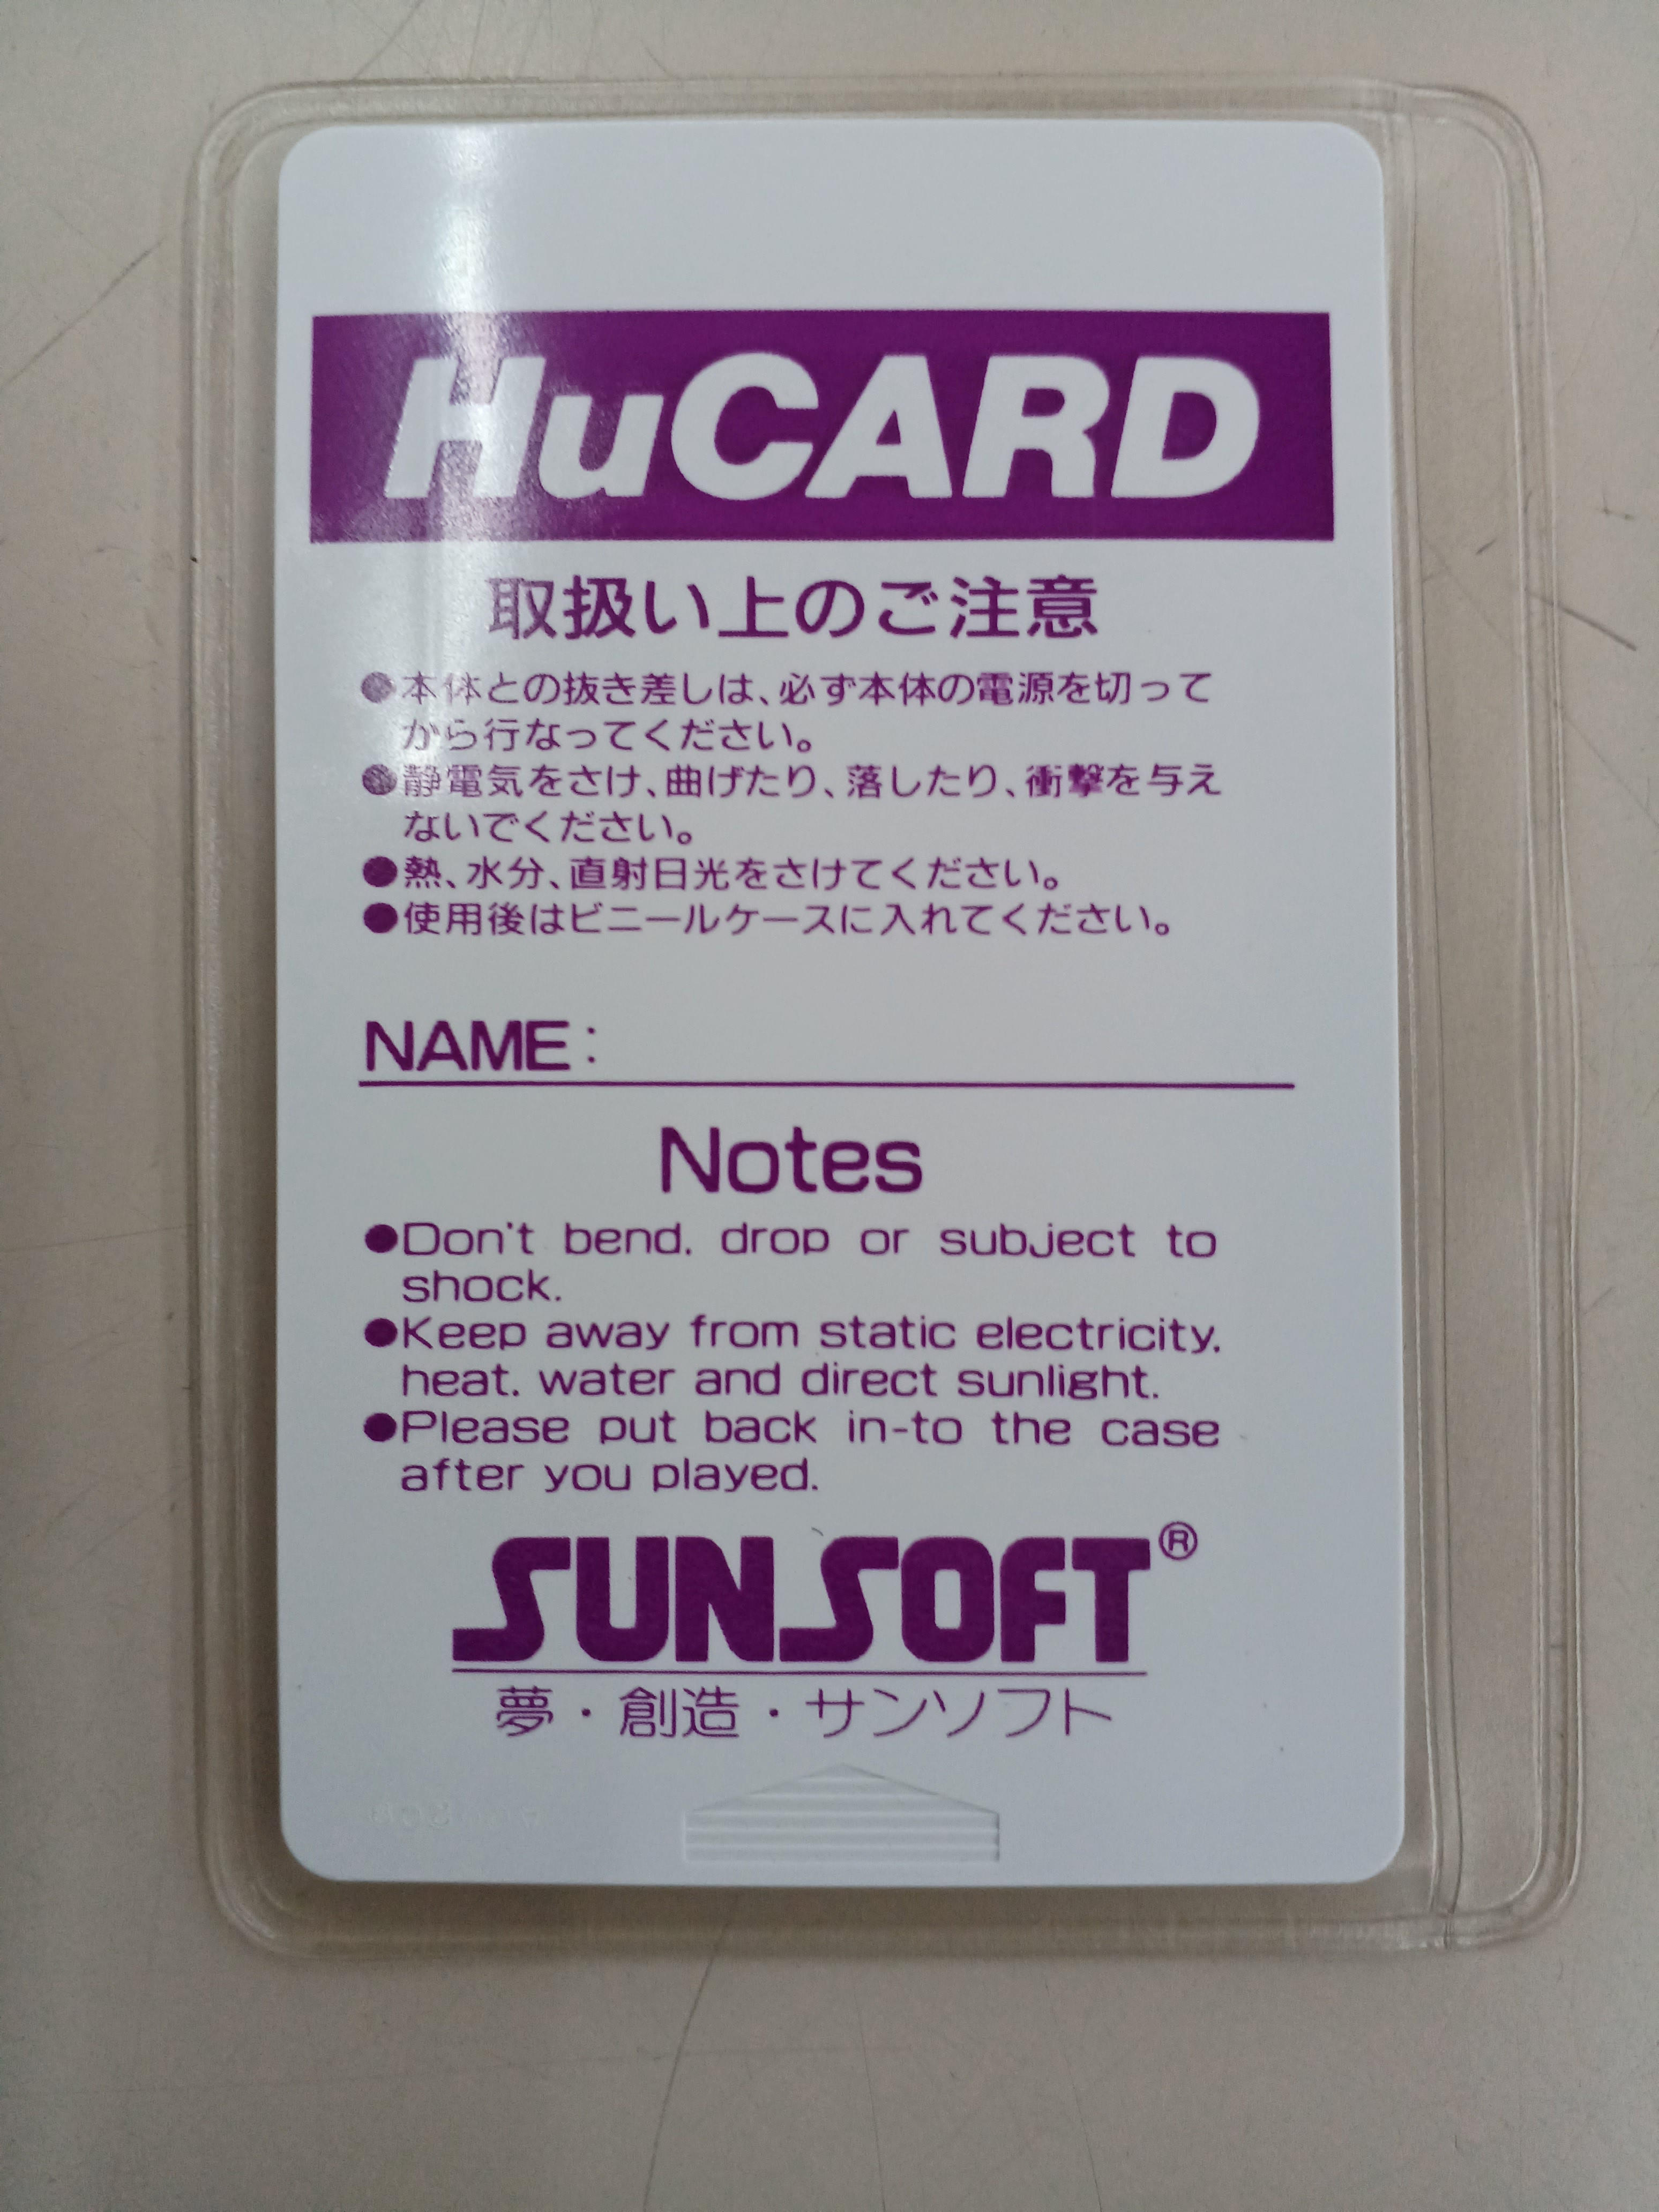 HuCARD
取扱い上のご注意
●本体との抜き差しは、必ず本体の電源を切って
から行なってください。
●静電気をさけ、曲げたり、落したり、衝撃を与え
ないでください。
●熱、水分、直射日光をさけてください。
●使用後はビニールケースに入れてください。
NAME:
Notes
●Don't bend, drop or subject to
shock.
●Keep away from static electricity,
heat, water and direct sunlight.
●Please put back in-to the case
after you played.
SUNSOFT®
夢・創造・サンソフト